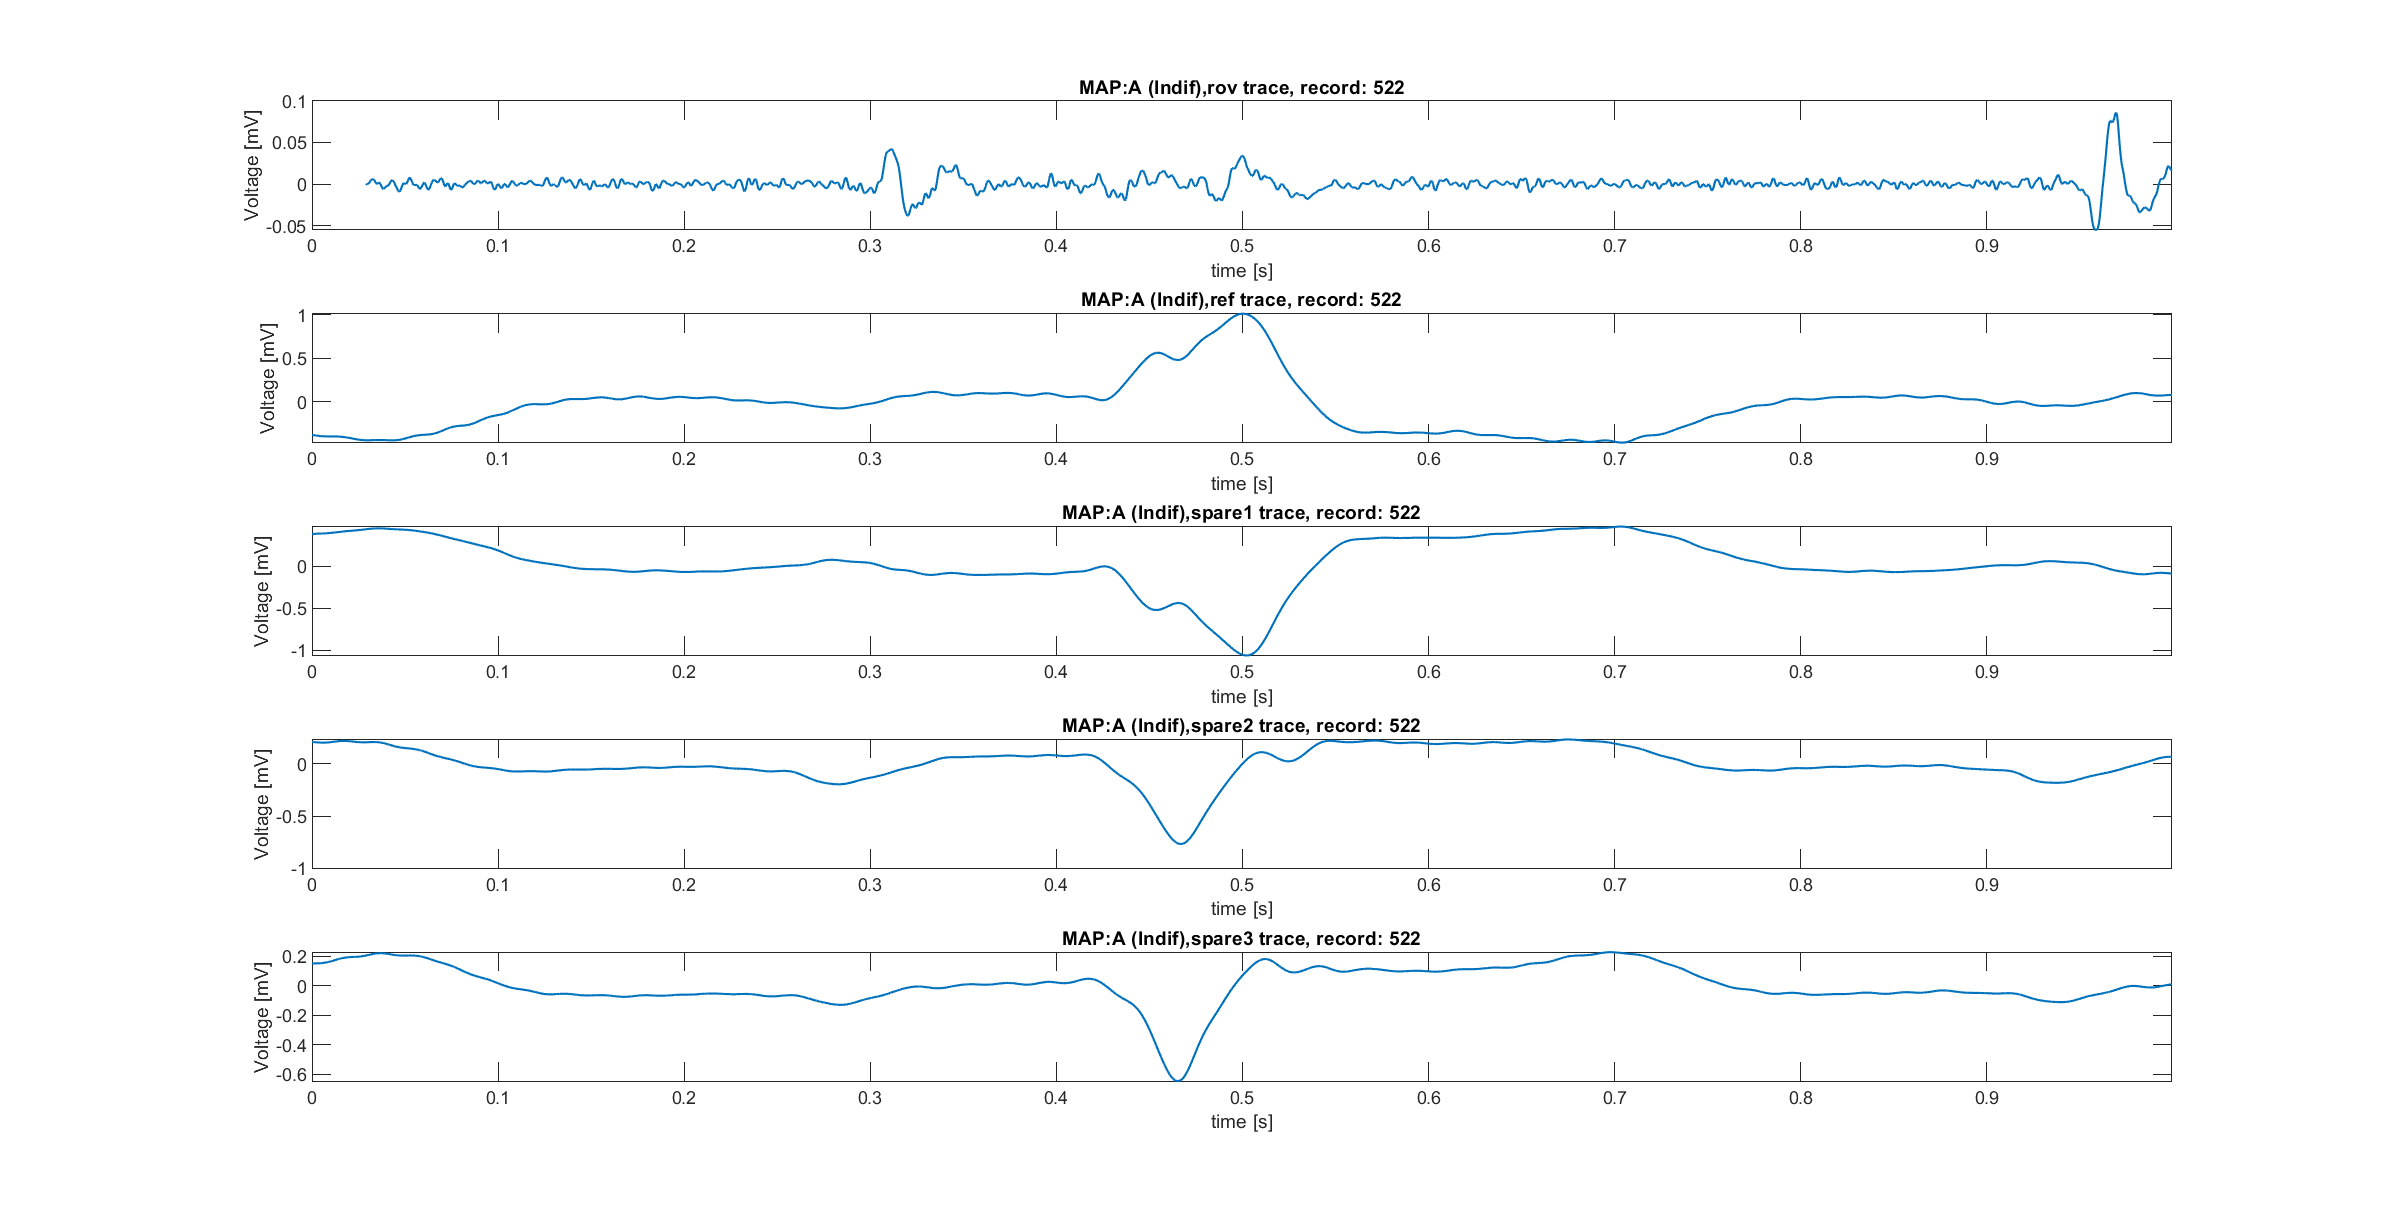 MAP:A (Indif),rov trace, record: 522
Voltage [mV]
0.1
0.05
0
-0.05
0 0.1 0.2 0.3 0.4 0.5 0.6 0.7 0.8 0.9
time [s]
MAP:A (Indif),ref trace, record: 522
Voltage [mV]
1
0.5
0
0 0.1 0.2 0.3 0.4 0.5 0.6 0.7 0.8 0.9
time [s]
MAP:A (Indif),spare1 trace, record: 522
Voltage [mV]
0
-0.5
-1
0 0.1 0.2 0.3 0.4 0.5 0.6 0.7 0.8 0.9
time [s]
MAP:A (Indif),spare2 trace, record: 522
Voltage [mV]
0
-0.5
-1
0 0.1 0.2 0.3 0.4 0.5 0.6 0.7 0.8 0.9
time [s]
MAP:A (Indif),spare3 trace, record: 522
Voltage [mV]
0.2
0
-0.2
-0.4
-0.6
0 0.1 0.2 0.3 0.4 0.5 0.6 0.7 0.8 0.9
time [s]